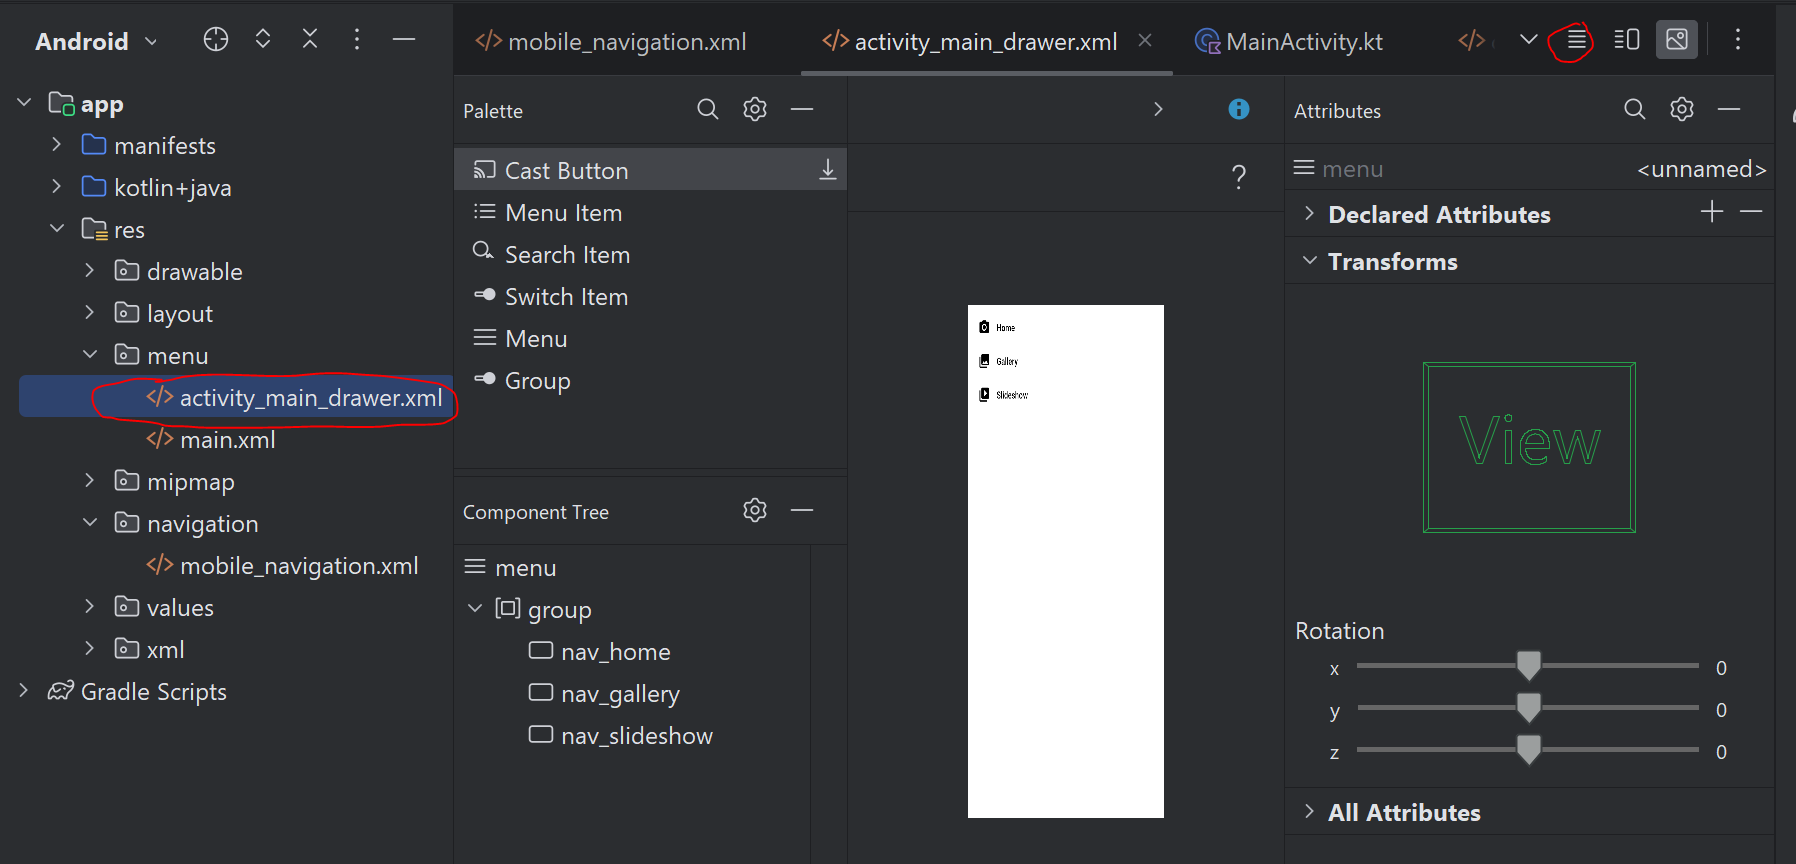 Android
mobile_navigation.xml
activity_main_drawer.xml
MainActivity.kt
app
manifests
kotlin+java
res
drawable
layout
menu
activity_main_drawer.xml
main.xml
mipmap
navigation
mobile_navigation.xml
values
xml
Gradle Scripts
Palette
Cast Button
Menu Item
Search Item
Switch Item
Menu
Group
Component Tree
menu
group
nav_home
nav_gallery
nav_slideshow
?
Home
Gallery
Slideshow
Attributes
menu <unnamed>
Declared Attributes
Transforms
View
Rotation
x 0
y 0
z 0
All Attributes